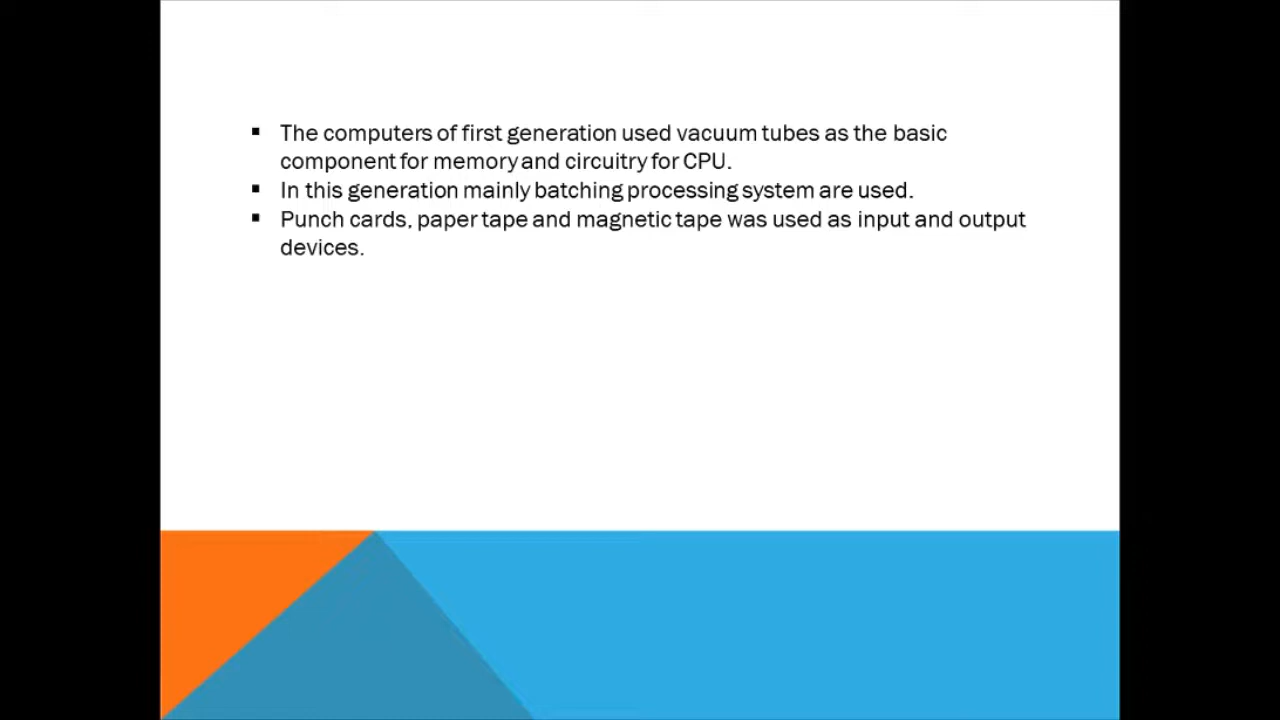 ▪ The computers of first generation used vacuum tubes as the basic
component for memory and circuitry for CPU.
▪ In this generation mainly batching processing system are used.
▪ Punch cards, paper tape and magnetic tape was used as input and output
devices.